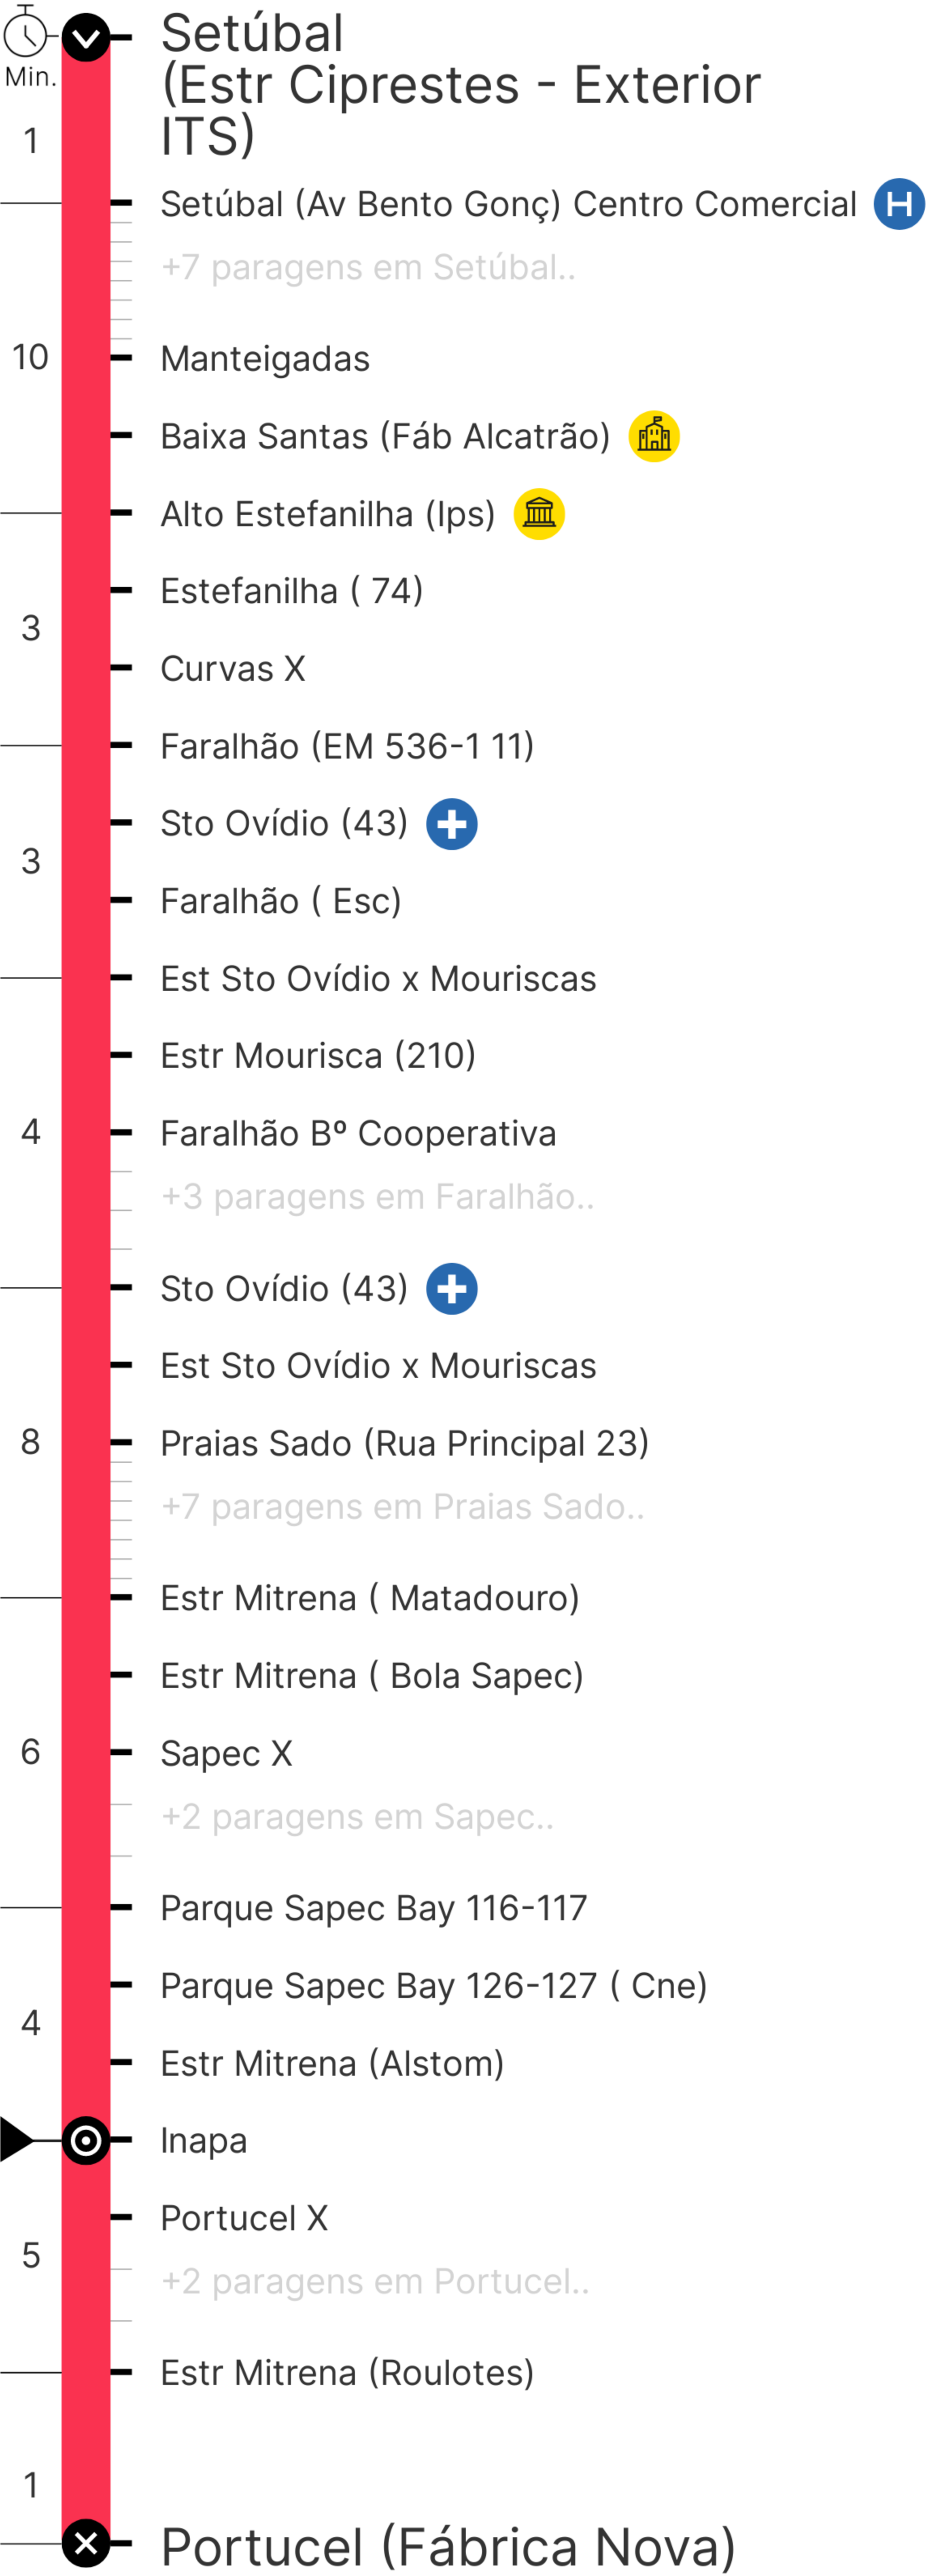 Setúbal
(Estr Ciprestes - Exterior
ITS)
Min.
1
Setúbal (Av Bento Gonç) Centro Comercial H
+7 paragens em Setúbal..
10
Manteigadas
Baixa Santas (Fáb Alcatrão)
Alto Estefanilha (Ips)
Estefanilha ( 74)
3
Curvas X
Faralhão (EM 536-1 11)
Sto Ovídio (43)
3
Faralhão ( Esc)
Est Sto Ovídio x Mouriscas
Estr Mourisca (210)
4
Faralhão Bº Cooperativa
+3 paragens em Faralhão..
Sto Ovídio (43)
Est Sto Ovídio x Mouriscas
8
Praias Sado (Rua Principal 23)
+7 paragens em Praias Sado..
Estr Mitrena ( Matadouro)
Estr Mitrena ( Bola Sapec)
6
Sapec X
+2 paragens em Sapec..
Parque Sapec Bay 116-117
Parque Sapec Bay 126-127 ( Cne)
4
Estr Mitrena (Alstom)
Inapa
Portucel X
5
+2 paragens em Portucel..
Estr Mitrena (Roulotes)
1
Portucel (Fábrica Nova)